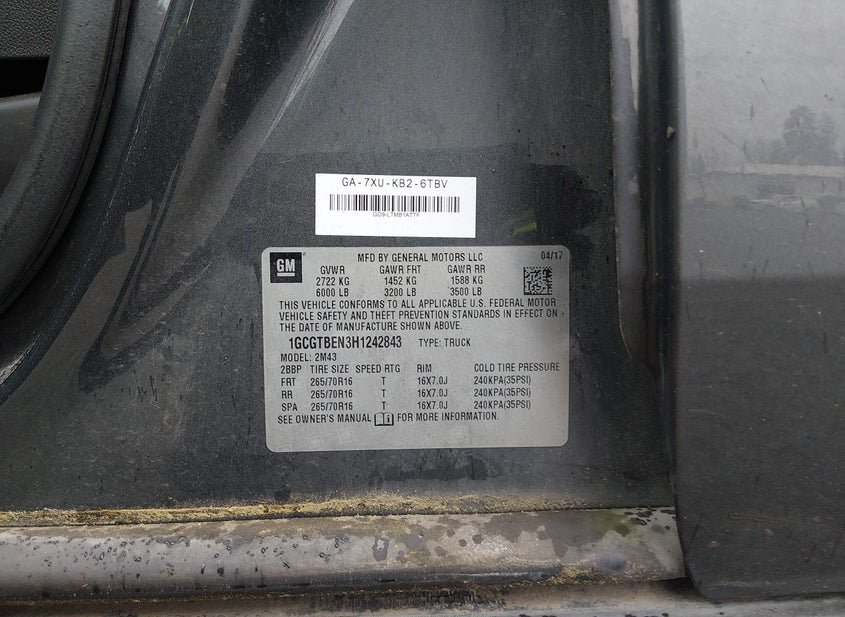 GA-7XU-KB2-6TBV
GD9-LTMB1ATTF
GM
MFD BY GENERAL MOTORS LLC 04/17
GVWR GAWR FRT GAWR RR
2722 KG 1452 KG 1588 KG
6000 LB 3200 LB 3500 LB
THIS VEHICLE CONFORMS TO ALL APPLICABLE U.S. FEDERAL MOTOR
VEHICLE SAFETY AND THEFT PREVENTION STANDARDS IN EFFECT ON
THE DATE OF MANUFACTURE SHOWN ABOVE.
1GCGTBEN3H1242843 TYPE: TRUCK
MODEL: 2M43
2BBP TIRE SIZE SPEED RTG RIM COLD TIRE PRESSURE
FRT 265/70R16 T 16X7.0J 240KPA(35PSI)
RR 265/70R16 T 16X7.0J 240KPA(35PSI)
SPA 265/70R16 T 16X7.0J 240KPA(35PSI)
SEE OWNER'S MANUAL FOR MORE INFORMATION.